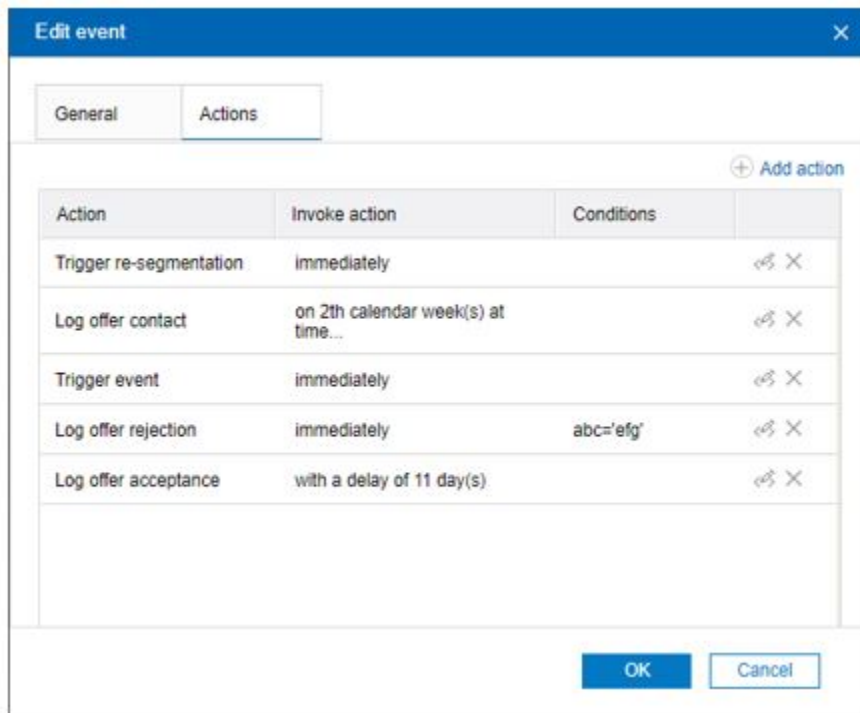 Edit event
General Actions
Add action
Action Invoke action Conditions
Trigger re-segmentation immediately
Log offer contact on 2th calendar week(s) at
time...
Trigger event immediately
Log offer rejection immediately abc='efg'
Log offer acceptance with a delay of 11 day(s)
OK Cancel